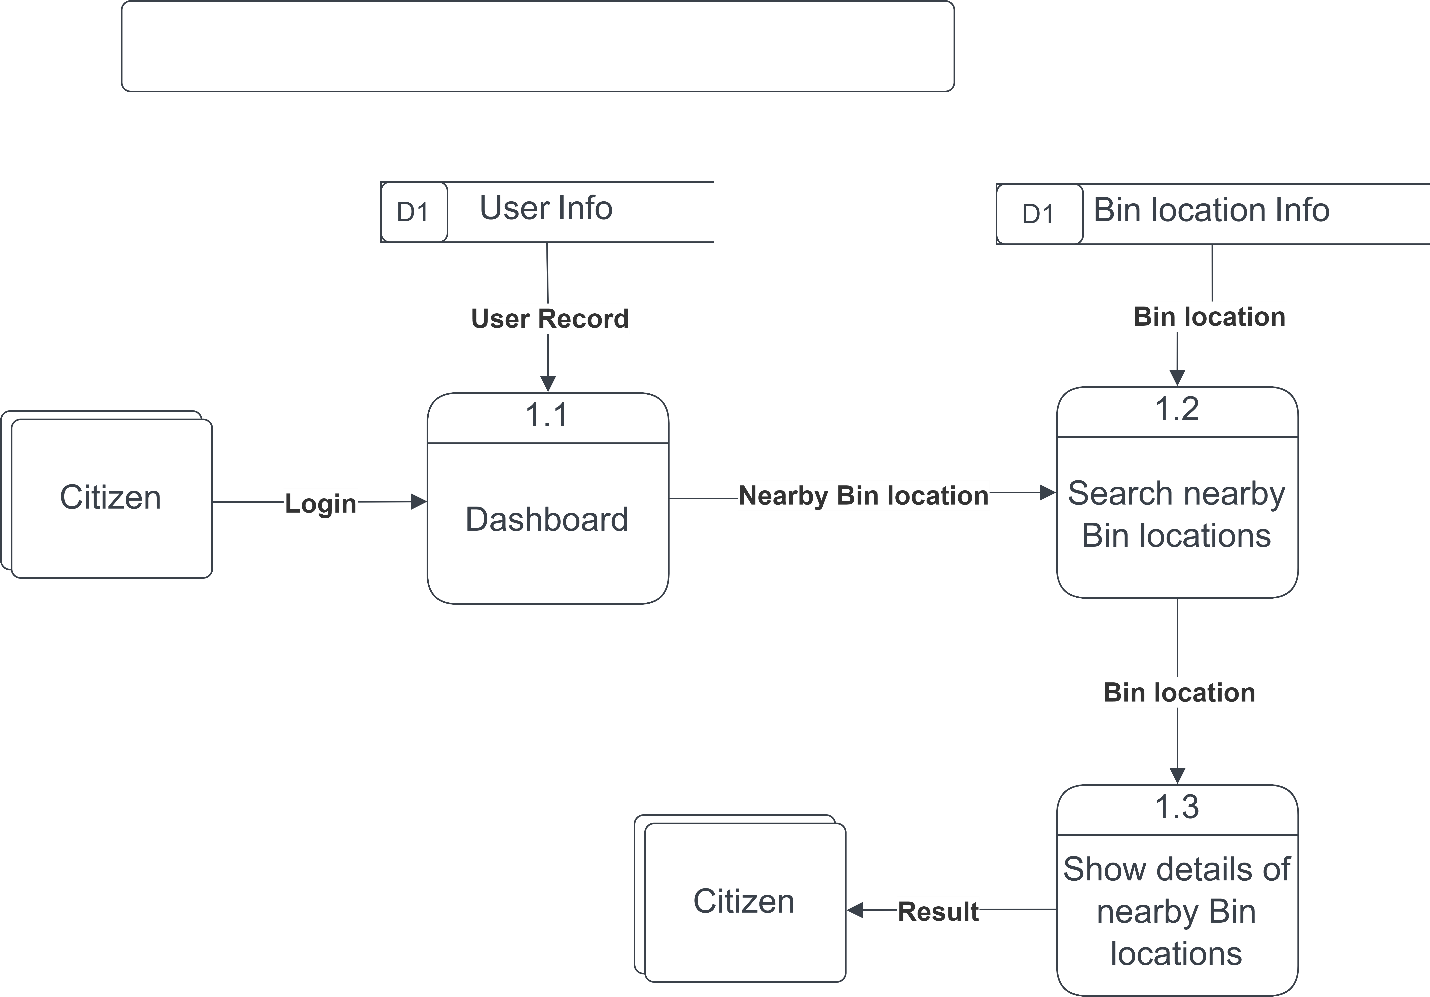 D1 User Info
D1 Bin location Info
User Record
Bin location
1.1
1.2
Citizen
Login
Dashboard
Nearby Bin location
Search nearby
Bin locations
Bin location
1.3
Citizen
Result
Show details of
nearby Bin
locations